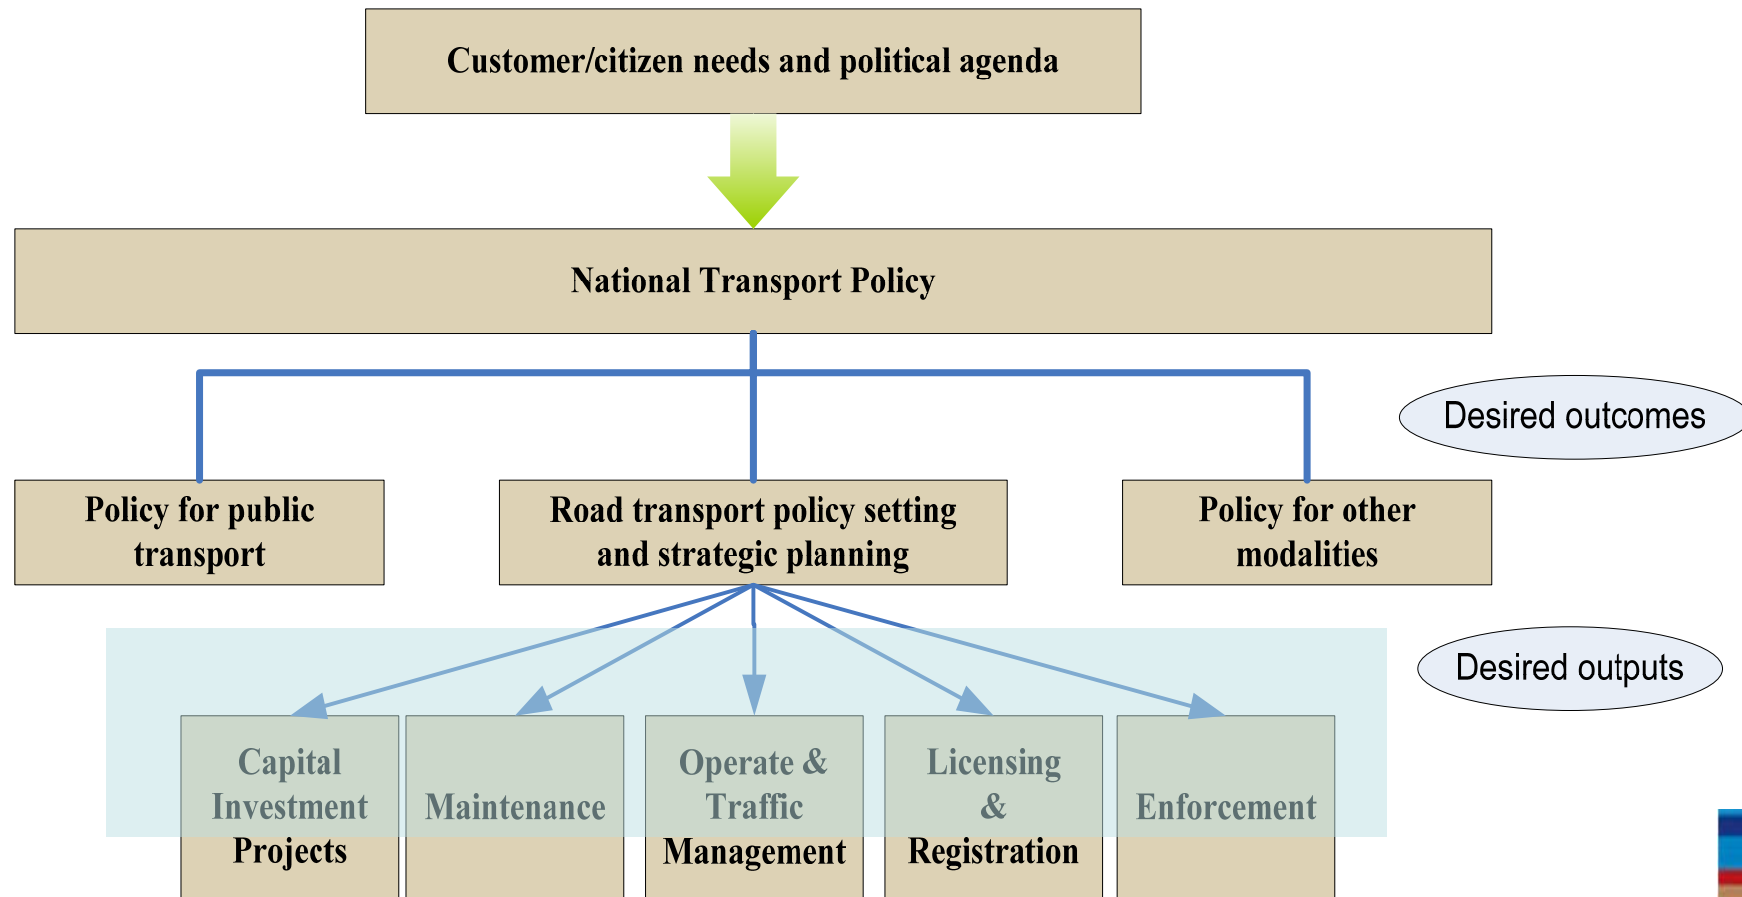 Customer/citizen needs and political agenda
National Transport Policy
Desired outcomes
Policy for public
transport
Road transport policy setting
and strategic planning
Policy for other
modalities
Desired outputs
Capital
Investment
Projects
Maintenance
Operate &
Traffic
Management
Licensing
&
Registration
Enforcement